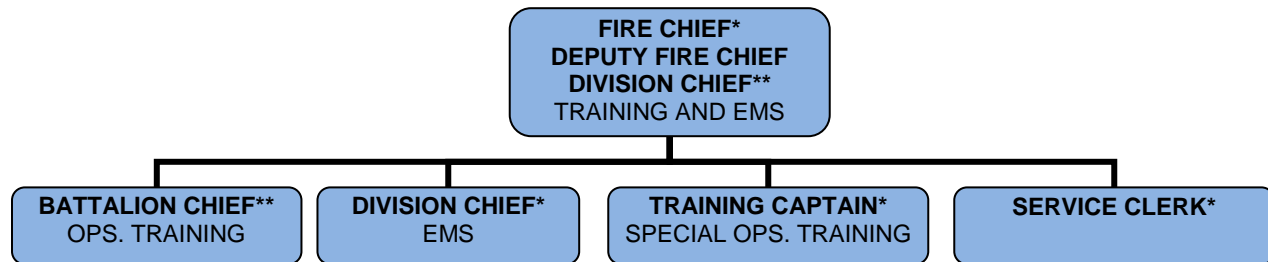 FIRE CHIEF*
DEPUTY FIRE CHIEF
DIVISION CHIEF**
TRAINING AND EMS
BATTALION CHIEF**
OPS. TRAINING
DIVISION CHIEF*
EMS
TRAINING CAPTAIN*
SPECIAL OPS. TRAINING
SERVICE CLERK*